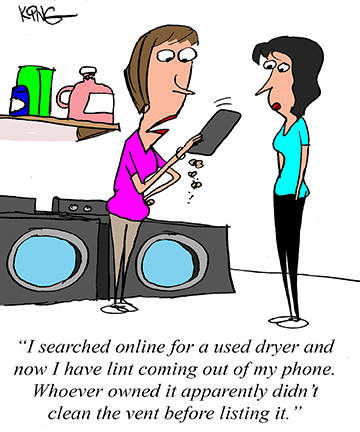 “I searched online for a used dryer and
now I have lint coming out of my phone.
Whoever owned it apparently didn’t
clean the vent before listing it.”